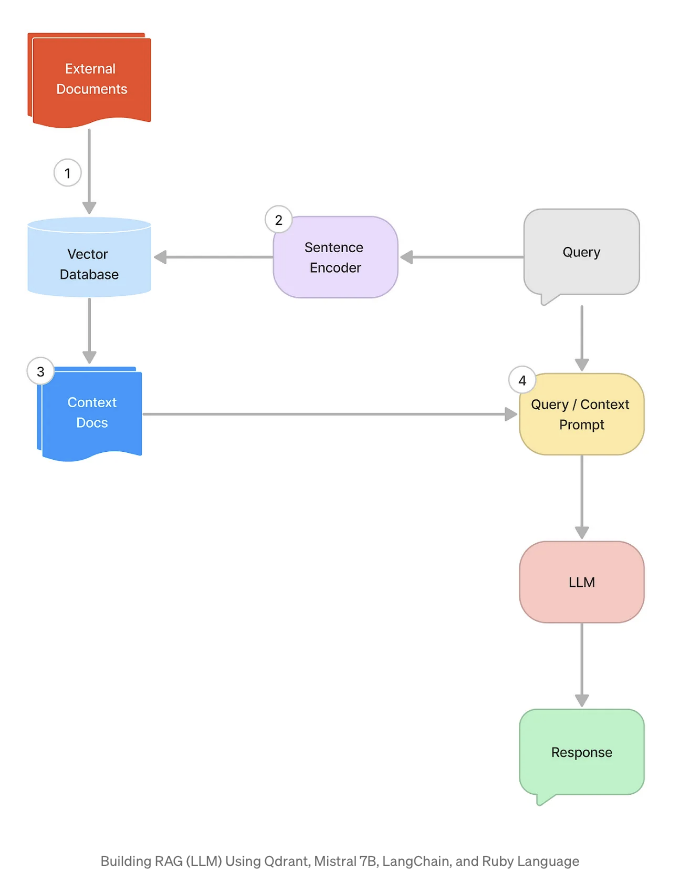 External
Documents
1
2
Vector
Database
Sentence
Encoder
Query
3
Context
Docs
4
Query / Context
Prompt
LLM
Response
Building RAG (LLM) Using Qdrant, Mistral 7B, LangChain, and Ruby Language